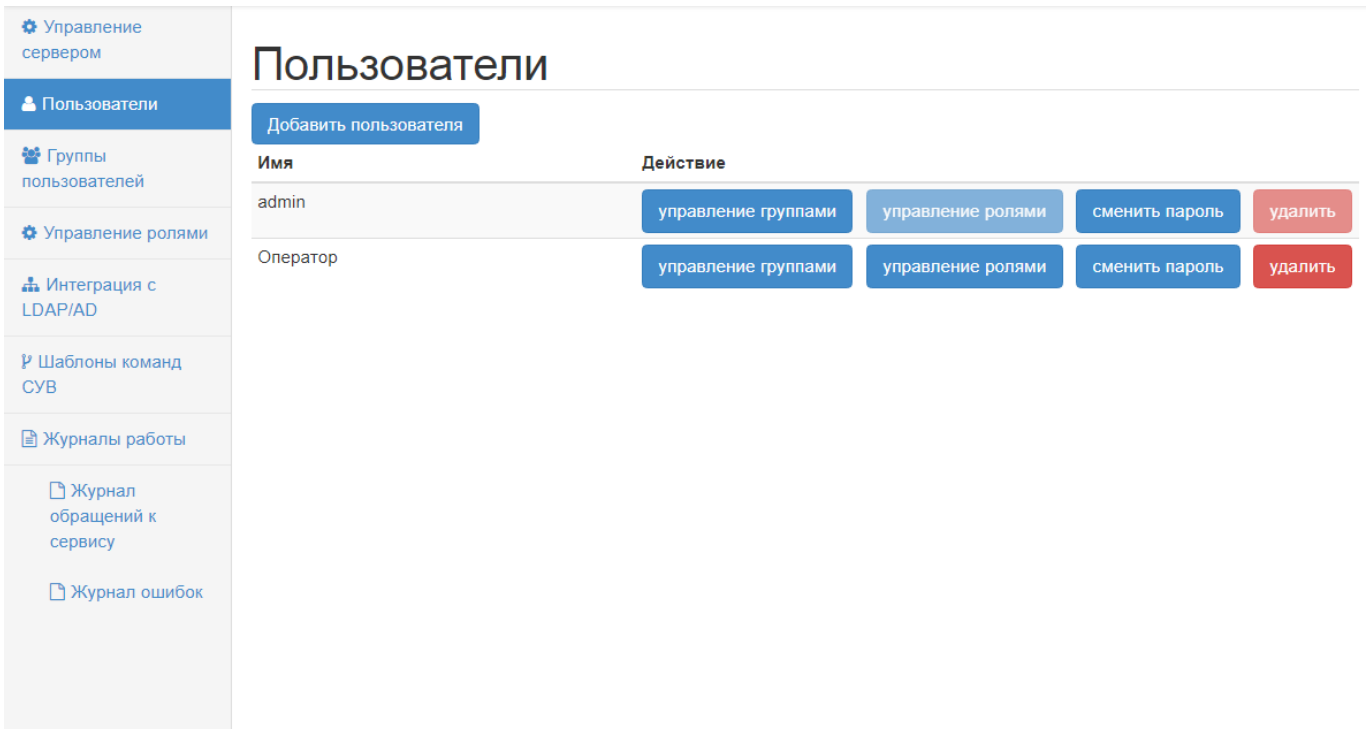 Управление
сервером
Пользователи
Группы
пользователей
Управление ролями
Интеграция с
LDAP/AD
Шаблоны команд
СУВ
Журналы работы
Журнал
обращений к
сервису
Журнал ошибок
Пользователи
Добавить пользователя
Имя Действие
admin управление группами управление ролями сменить пароль удалить
Оператор управление группами управление ролями сменить пароль удалить